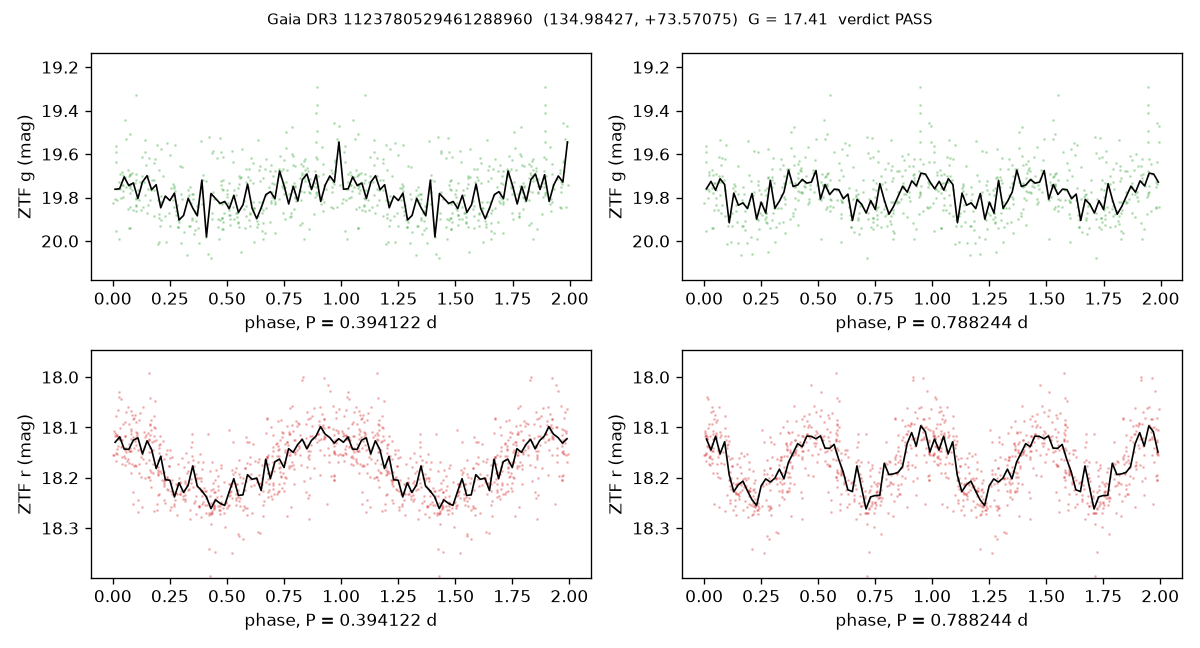 Gaia DR3 1123780529461288960 (134.98427, +73.57075) G = 17.41 verdict PASS
ZTF g (mag)
19.2
19.4
19.6
19.8
20.0
0.00 0.25 0.50 0.75 1.00 1.25 1.50 1.75 2.00
phase, P = 0.394122 d
ZTF g (mag)
19.2
19.4
19.6
19.8
20.0
0.00 0.25 0.50 0.75 1.00 1.25 1.50 1.75 2.00
phase, P = 0.788244 d
ZTF r (mag)
18.0
18.1
18.2
18.3
0.00 0.25 0.50 0.75 1.00 1.25 1.50 1.75 2.00
phase, P = 0.394122 d
ZTF r (mag)
18.0
18.1
18.2
18.3
0.00 0.25 0.50 0.75 1.00 1.25 1.50 1.75 2.00
phase, P = 0.788244 d